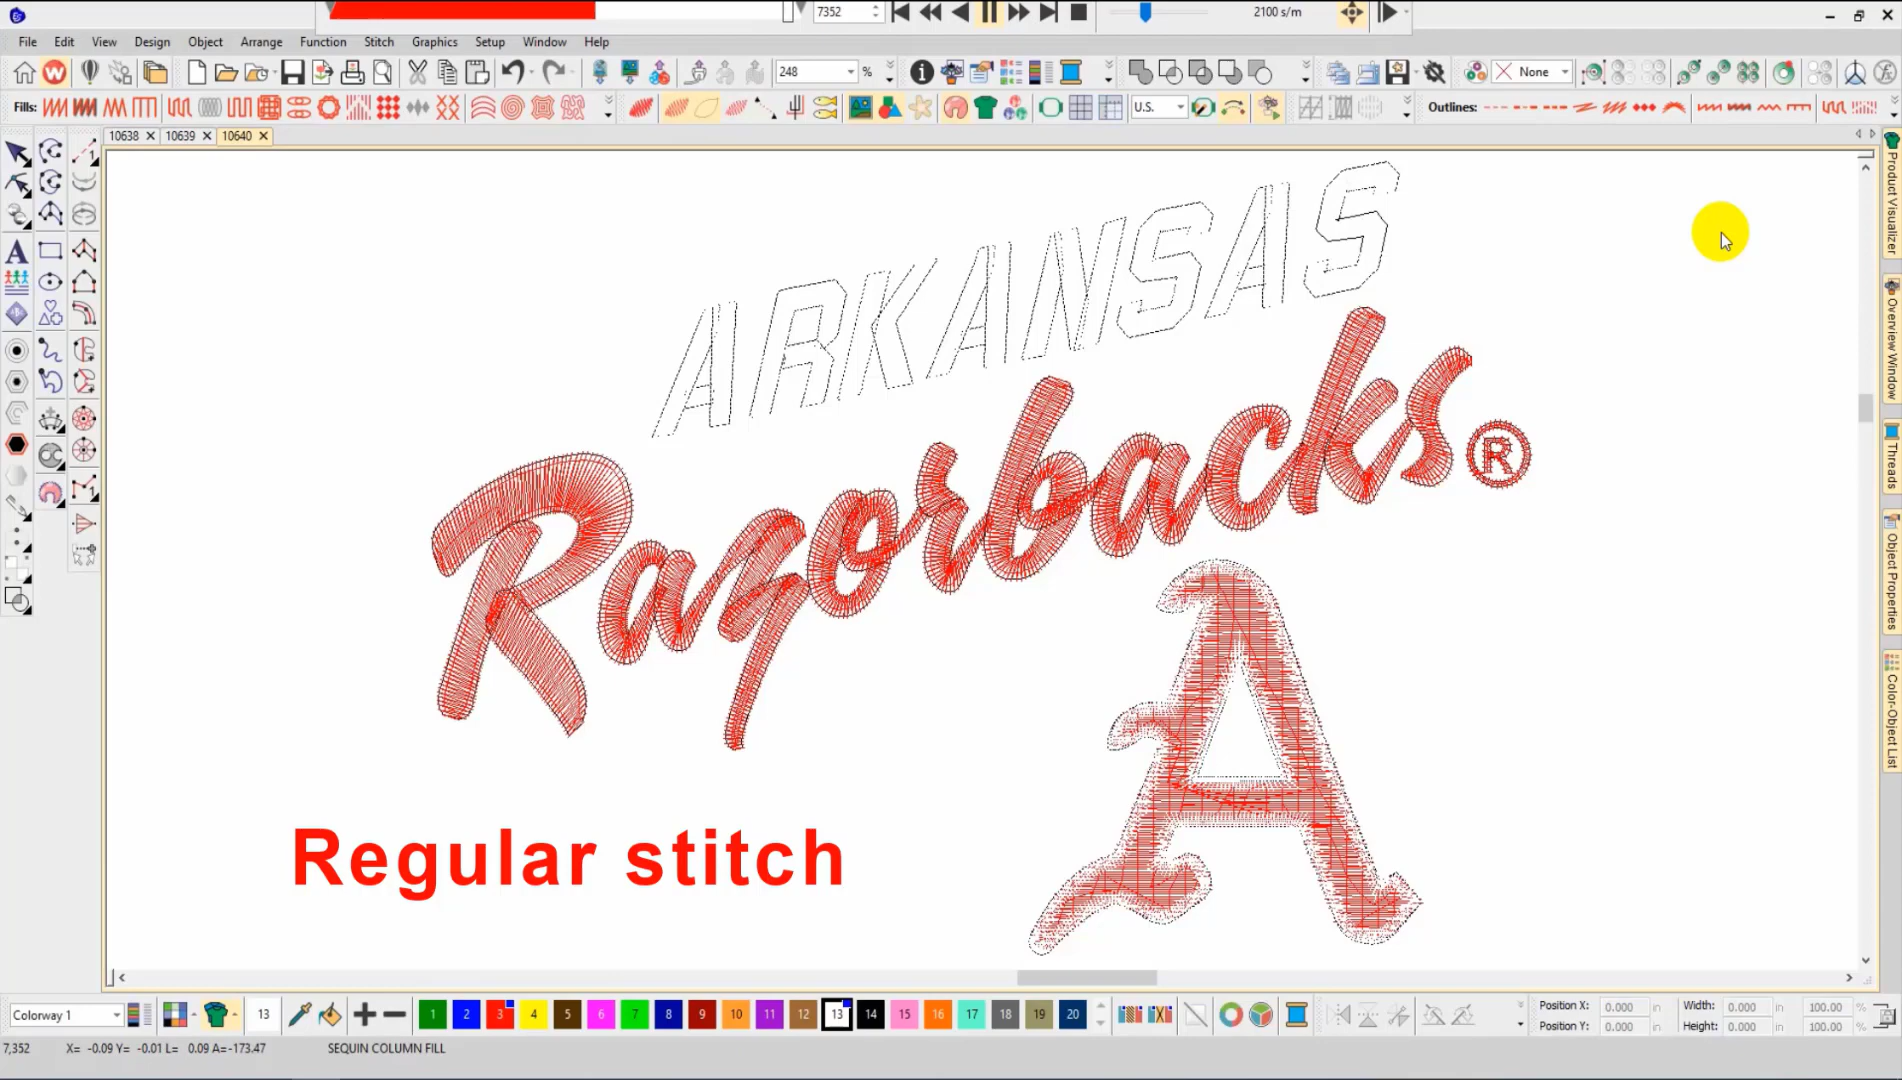 7352
2100 s/m
File Edit View Design Object Arrange Function Stitch Graphics Setup Window Help
248 %
None
Fills:
U.S.
Outlines:
10638 10639 10640
ARKANSAS
Razorbacks®
A
Regular stitch
Product Visualizer
Overview Window
Threads
Object Properties
Color-Object List
Colorway 1
13
1 2 3 4 5 6 7 8 9 10 11 12 13 14 15 16 17 18 19 20
Position X: 0.000 in Width: 0.000 in 100.00 %
Position Y: 0.000 in Height: 0.000 in 100.00 %
7,352 X= -0.09 Y= -0.01 L= 0.09 A=-173.47 SEQUIN COLUMN FILL